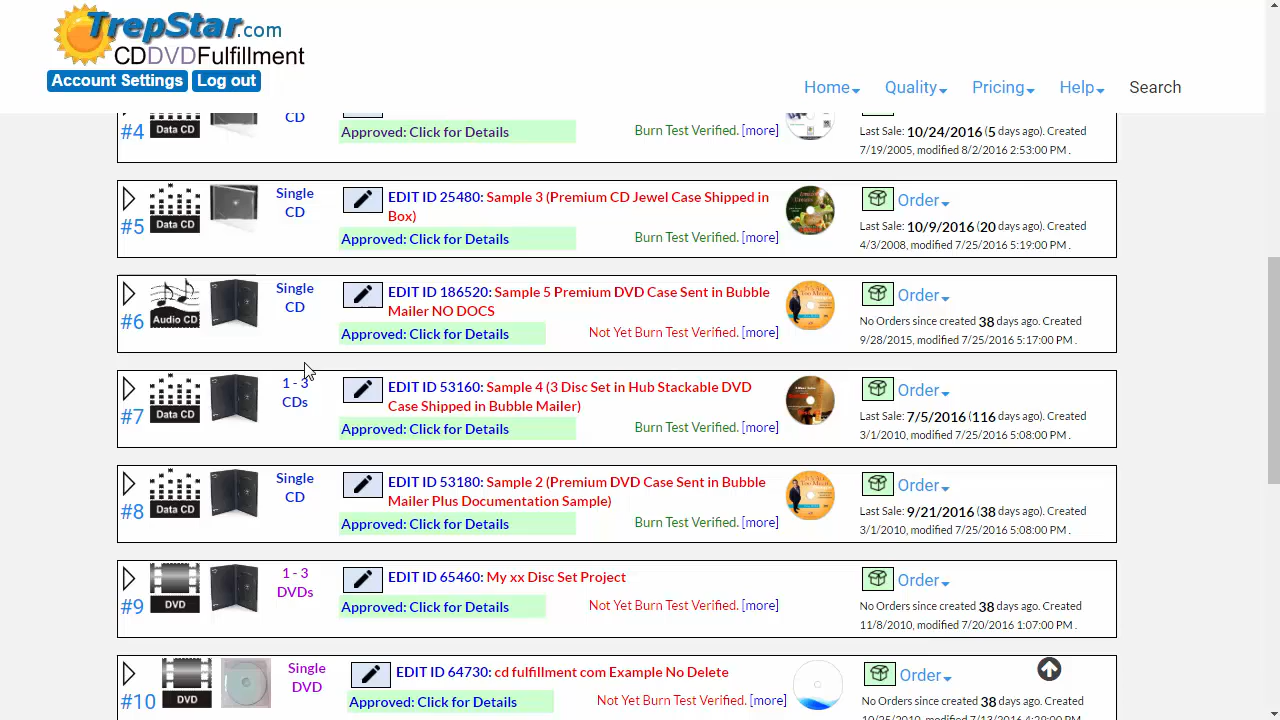 TrepStar.com
CDDVDFulfillment
Account Settings Log out
Home Quality Pricing Help Search
#4 Data CD CD
Approved: Click for Details
Burn Test Verified. [more]
Last Sale: 10/24/2016 (5 days ago). Created
7/19/2005, modified 8/2/2016 2:53:00 PM .
#5 Data CD
Single
CD
EDIT ID 25480: Sample 3 (Premium CD Jewel Case Shipped in
Box)
Approved: Click for Details
Burn Test Verified. [more]
Order
Last Sale: 10/9/2016 (20 days ago). Created
4/3/2008, modified 7/25/2016 5:19:00 PM .
#6 Audio CD
Single
CD
EDIT ID 186520: Sample 5 Premium DVD Case Sent in Bubble
Mailer NO DOCS
Approved: Click for Details
Not Yet Burn Test Verified. [more]
Order
No Orders since created 38 days ago. Created
9/28/2015, modified 7/25/2016 5:17:00 PM .
#7 Data CD
1 - 3
CDs
EDIT ID 53160: Sample 4 (3 Disc Set in Hub Stackable DVD
Case Shipped in Bubble Mailer)
Approved: Click for Details
Burn Test Verified. [more]
Order
Last Sale: 7/5/2016 (116 days ago). Created
3/1/2010, modified 7/25/2016 5:08:00 PM .
#8 Data CD
Single
CD
EDIT ID 53180: Sample 2 (Premium DVD Case Sent in Bubble
Mailer Plus Documentation Sample)
Approved: Click for Details
Burn Test Verified. [more]
Order
Last Sale: 9/21/2016 (38 days ago). Created
3/1/2010, modified 7/25/2016 5:08:00 PM .
#9 DVD
1 - 3
DVDs
EDIT ID 65460: My xx Disc Set Project
Approved: Click for Details
Not Yet Burn Test Verified. [more]
Order
No Orders since created 38 days ago. Created
11/8/2010, modified 7/20/2016 1:07:00 PM .
#10 DVD
Single
DVD
EDIT ID 64730: cd fulfillment com Example No Delete
Approved: Click for Details
Not Yet Burn Test Verified. [more]
Order
No Orders since created 38 days ago. Created